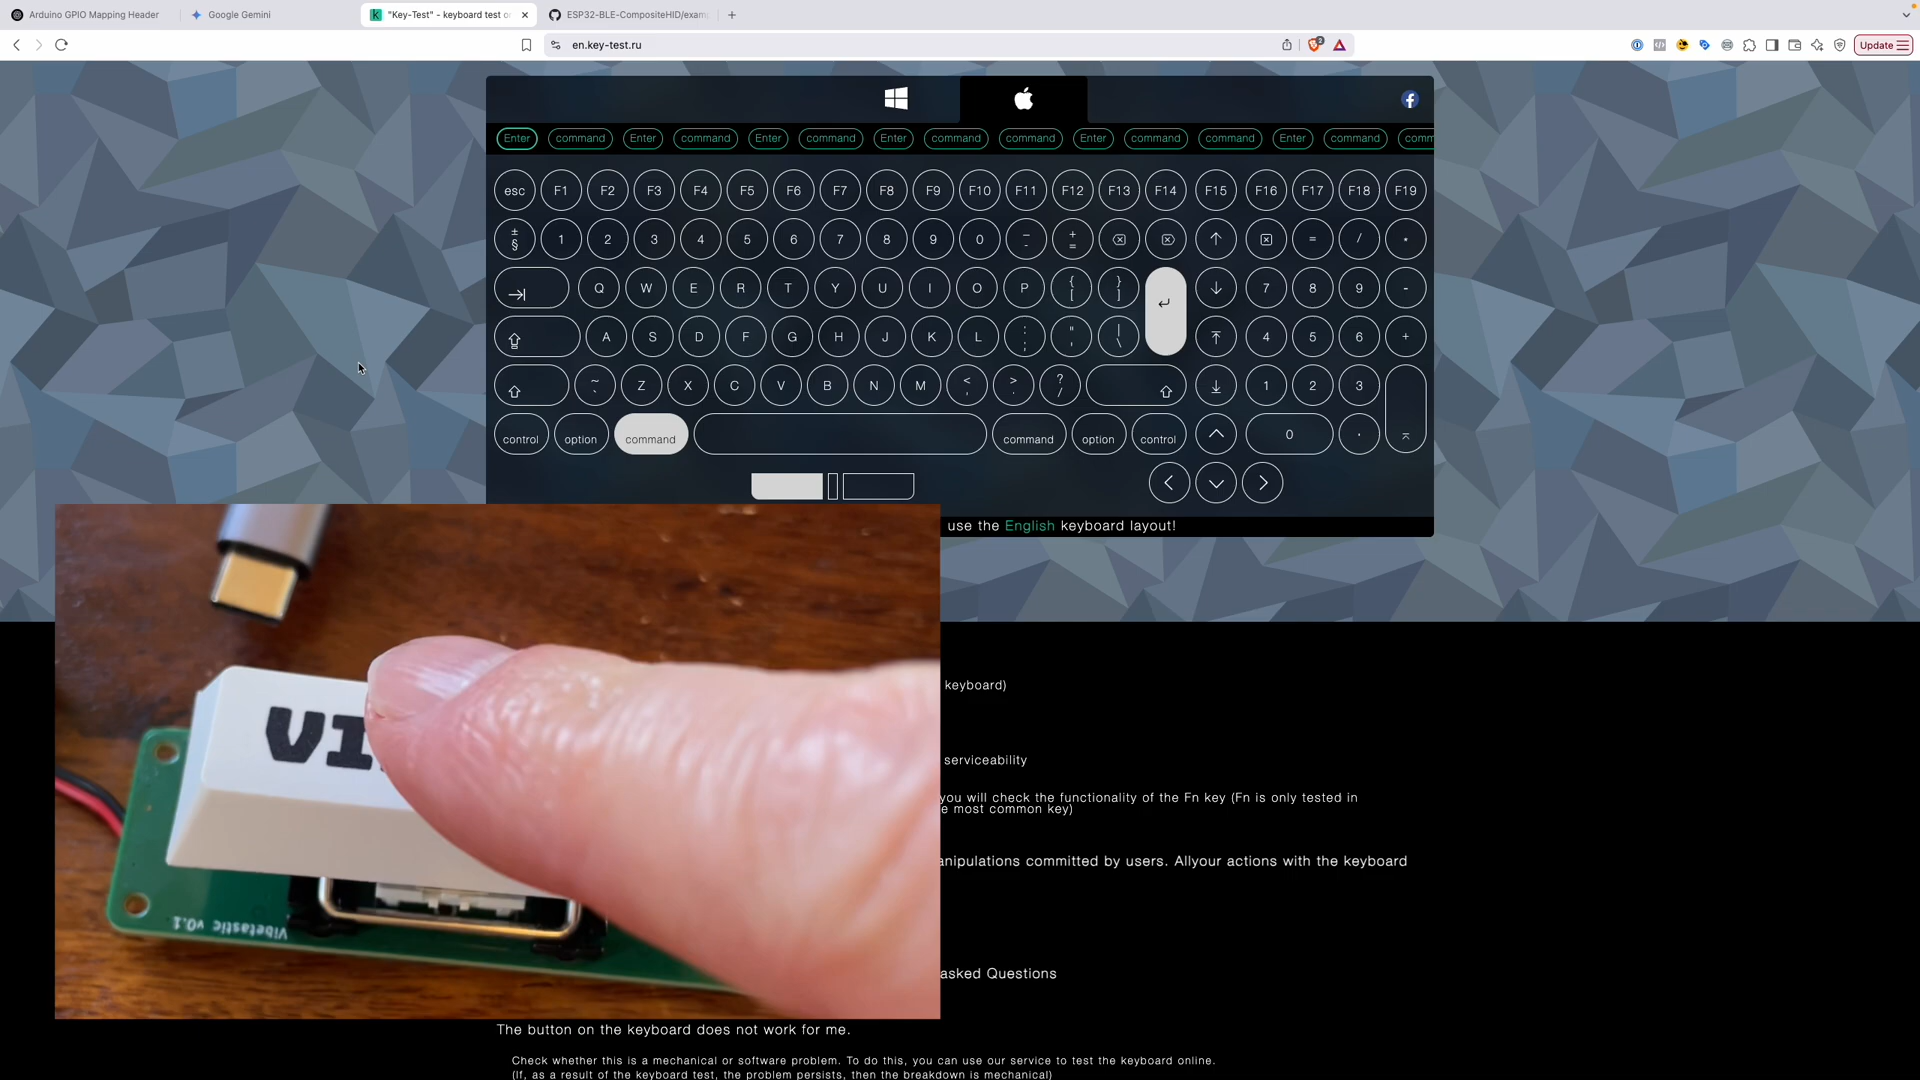 Arduino GPIO Mapping Header
Google Gemini
"Key-Test" - keyboard test on
ESP32-BLE-CompositeHID/exam
en.key-test.ru
Update
Enter command Enter command Enter command Enter command command Enter command command Enter command comm
esc F1 F2 F3 F4 F5 F6 F7 F8 F9 F10 F11 F12 F13 F14 F15 F16 F17 F18 F19
± § 1 2 3 4 5 6 7 8 9 0 _ - + = = / *
Q W E R T Y U I O P { [ } ] 7 8 9 -
A S D F G H J K L : ; " ' | \ 4 5 6 +
~ ` Z X C V B N M < , > . ? / 1 2 3
control option command command option control 0 .
use the English keyboard layout!
keyboard)
serviceability
you will check the functionality of the Fn key (Fn is only tested in
e most common key)
anipulations committed by users. Allyour actions with the keyboard
asked Questions
The button on the keyboard does not work for me.
Check whether this is a mechanical or software problem. To do this, you can use our service to test the keyboard online.
(If, as a result of the keyboard test, the problem persists, then the breakdown is mechanical)
VI
Vibetastic v0.1